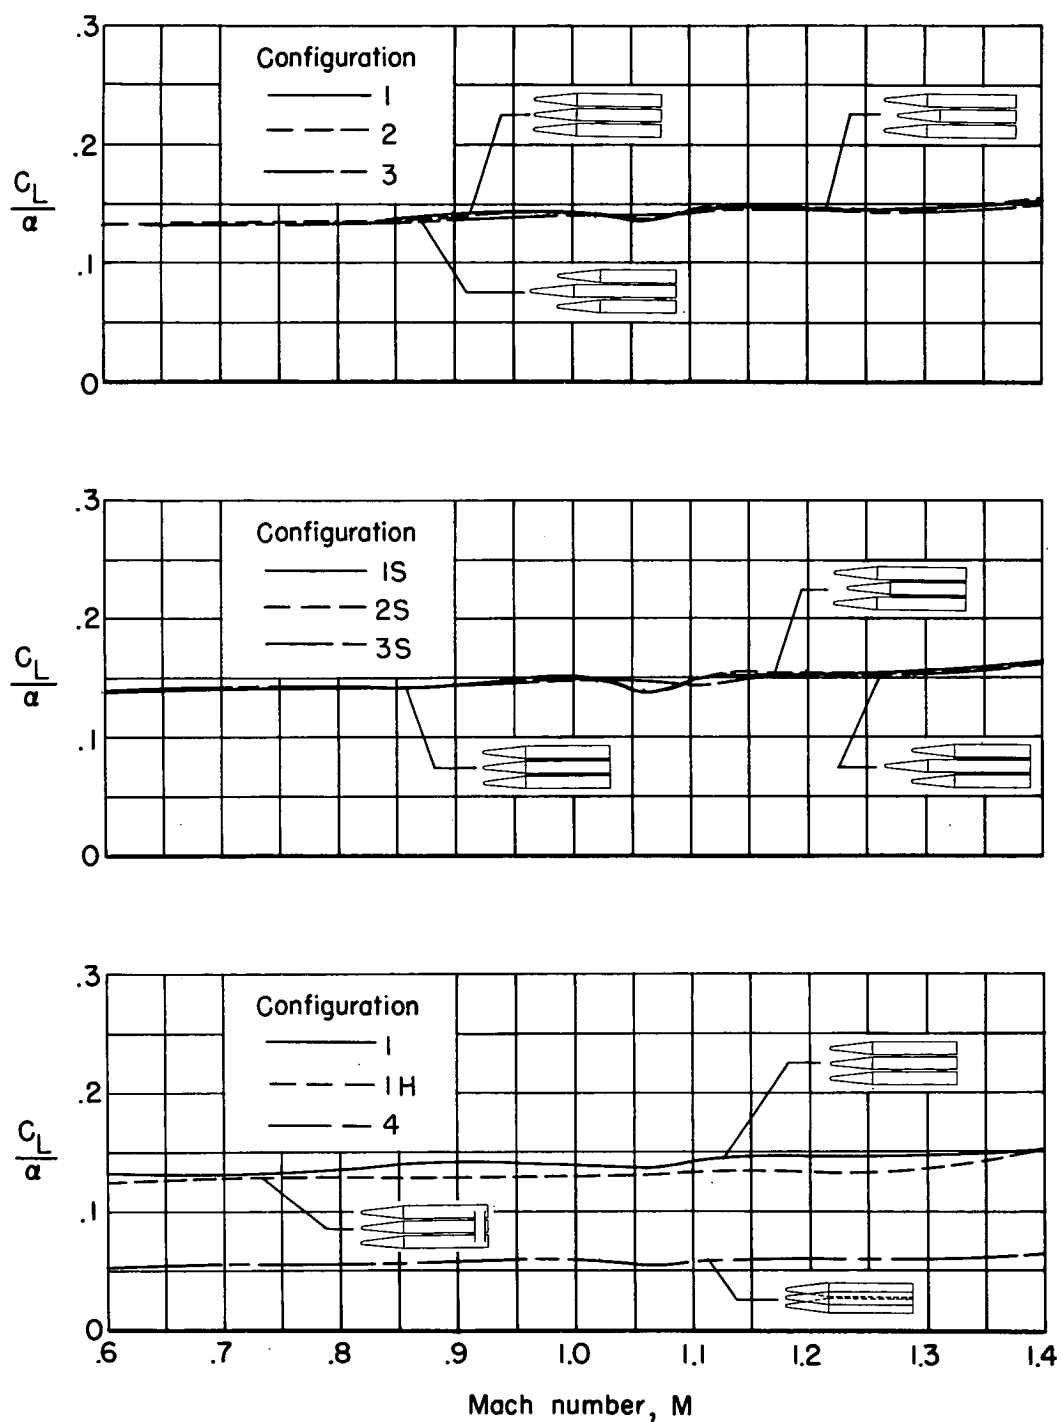 .3
Configuration
1
2
3
.2
C_L
α
.1
0
.3
Configuration
1S
2S
3S
.2
C_L
α
.1
0
.3
Configuration
1
1H
4
.2
C_L
α
.1
0
.6 .7 .8 .9 1.0 1.1 1.2 1.3 1.4
Mach number, M